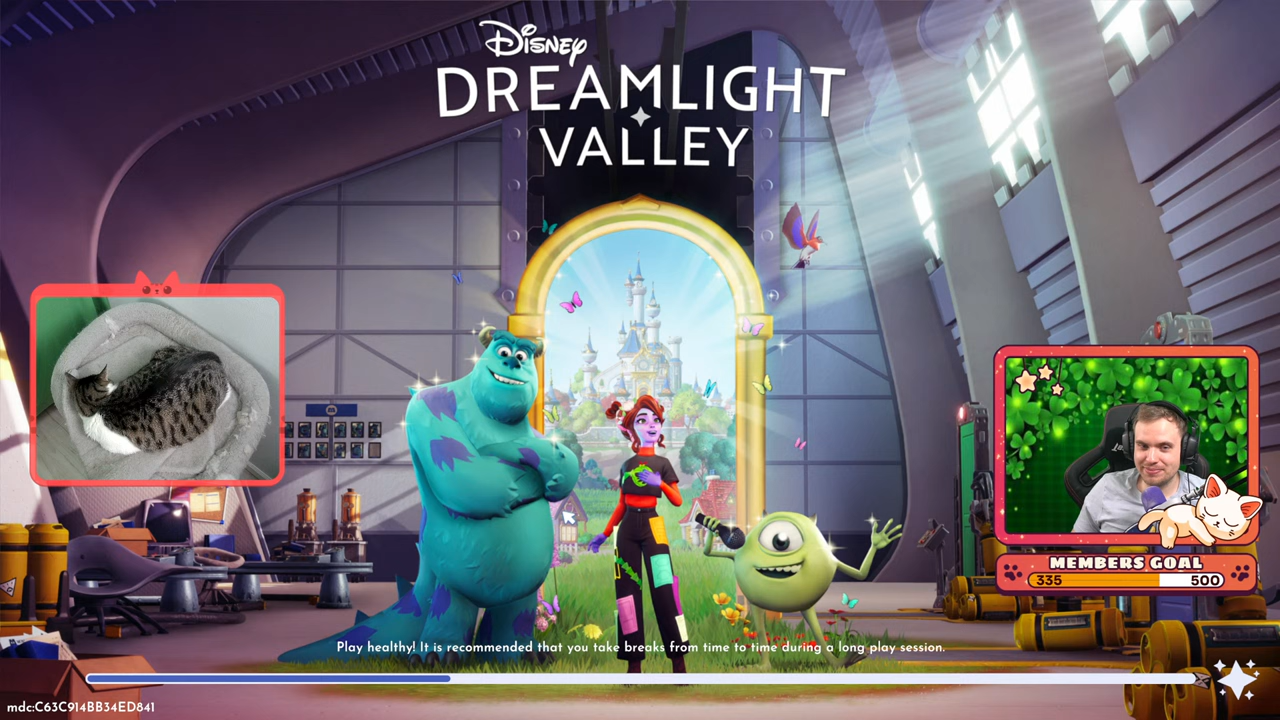 Disney
DREAMLIGHT
VALLEY
MEMBERS GOAL
335 500
Play healthy! It is recommended that you take breaks from time to time during a long play session.
mdc:C63C914BB34ED841